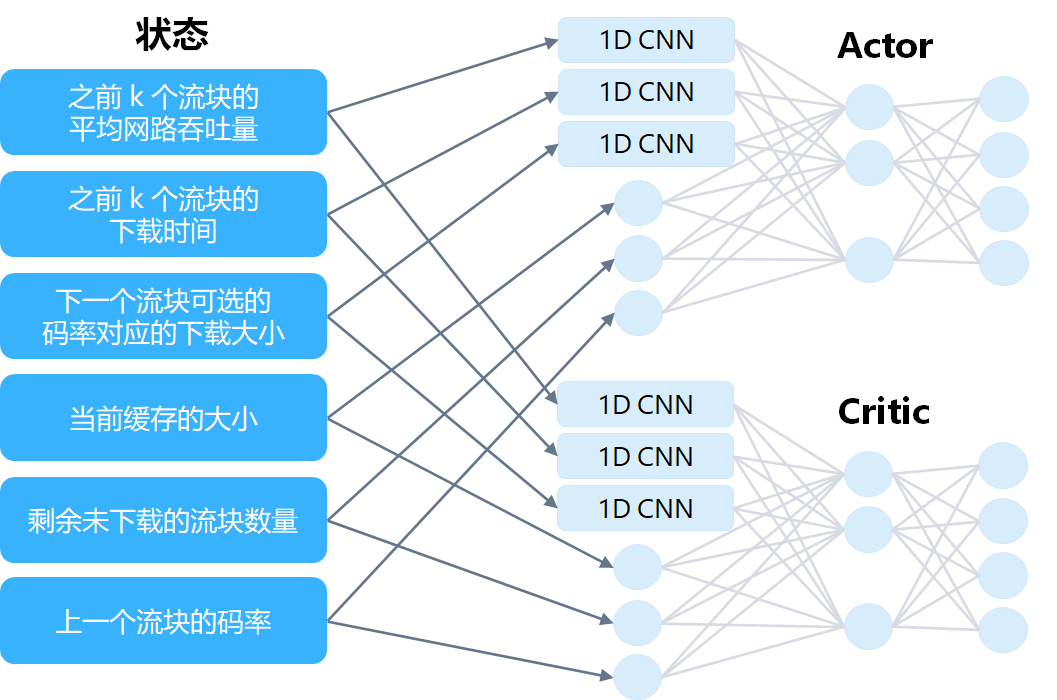 状态
之前 k 个流块的
平均网路吞吐量
之前 k 个流块的
下载时间
下一个流块可选的
码率对应的下载大小
当前缓存的大小
剩余未下载的流块数量
上一个流块的码率
1D CNN
1D CNN
1D CNN
Actor
1D CNN
1D CNN
1D CNN
Critic